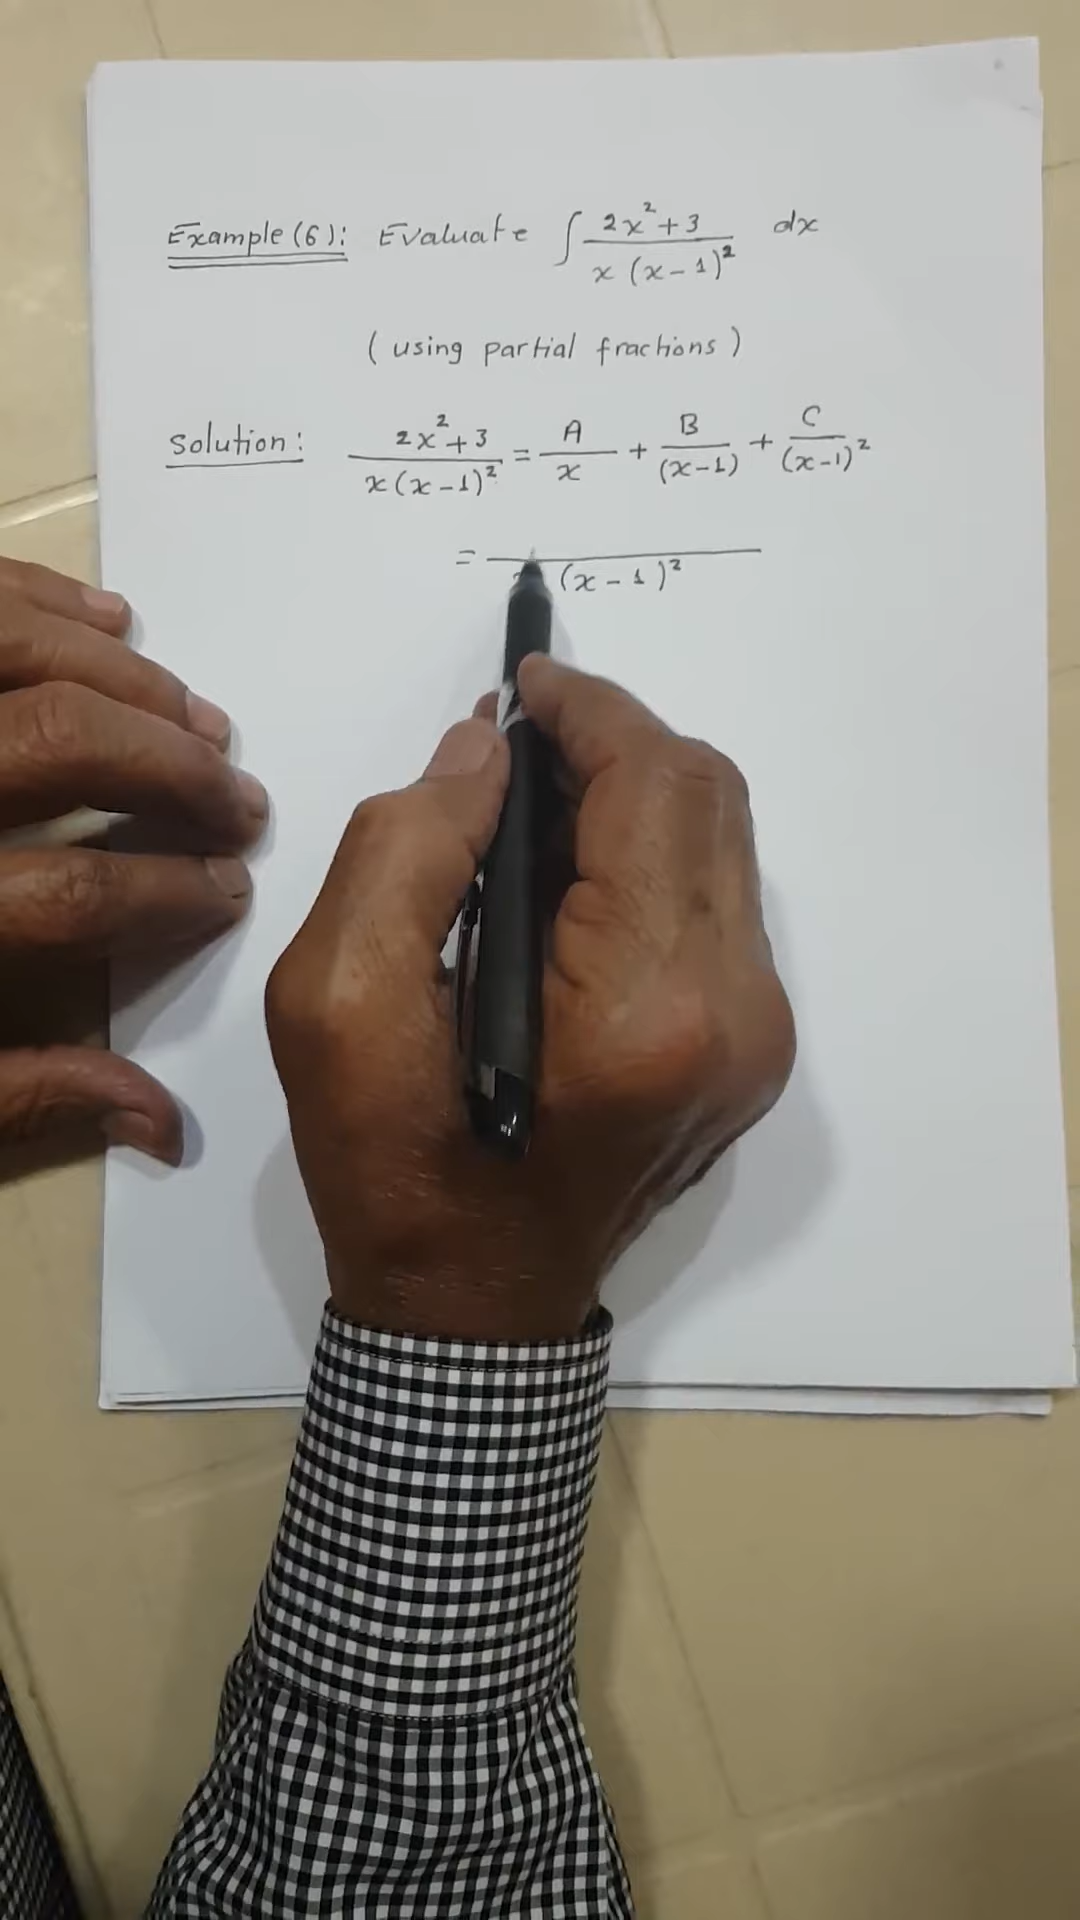 Example (6): Evaluate ∫ (2x²+3)/(x(x-1)²) dx
(using partial fractions)
Solution: (2x²+3)/(x(x-1)²) = A/x + B/(x-1) + C/(x-1)²
= /(x-1)²